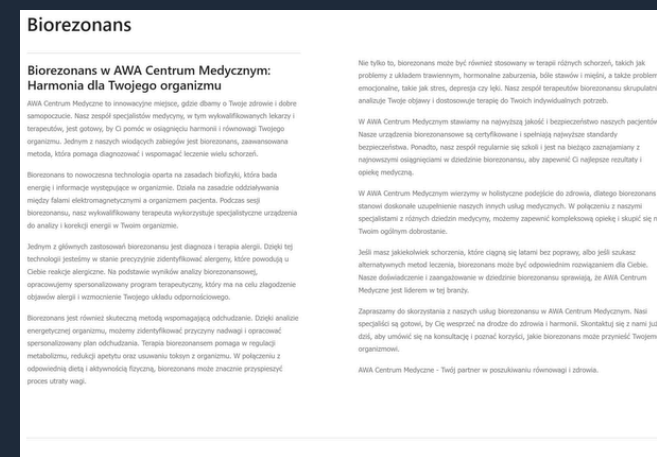 Biorezonans
Biorezonans w AWA Centrum Medycznym:
Harmonia dla Twojego organizmu
AWA Centrum Medyczne to innowacyjne miejsce, gdzie dbamy o Twoje zdrowie i dobre
samopoczucie. Nasz zespół specjalistów medycyny, w tym wykwalifikowanych lekarzy i
terapeutów, jest gotowy, by Ci pomóc w osiągnięciu harmonii i równowagi Twojego
organizmu. Jednym z naszych wiodących zabiegów jest biorezonans, zaawansowana
metoda, która pomaga diagnozować i wspomagać leczenie wielu schorzeń.
Biorezonans to nowoczesna technologia oparta na zasadach biofizyki, która bada
energię i informacje występujące w organizmie. Działa na zasadzie oddziaływania
między falami elektromagnetycznymi a organizmem pacjenta. Podczas sesji
biorezonansu, nasz wykwalifikowany terapeuta wykorzystuje specjalistyczne urządzenia
do analizy i korekcji energii w Twoim organizmie.
Jednym z głównych zastosowań biorezonansu jest diagnoza i terapia alergii. Dzięki tej
technologii jesteśmy w stanie precyzyjnie zidentyfikować alergeny, które powodują u
Ciebie reakcje alergiczne. Na podstawie wyników analizy biorezonansowej,
opracowujemy spersonalizowany program terapeutyczny, który ma na celu złagodzenie
objawów alergii i wzmocnienie Twojego układu odpornościowego.
Biorezonans jest również skuteczną metodą wspomagającą odchudzanie. Dzięki analizie
energetycznej organizmu, możemy zidentyfikować przyczyny nadwagi i opracować
spersonalizowany plan odchudzania. Terapia biorezonansem pomaga w regulacji
metabolizmu, redukcji apetytu oraz usuwaniu toksyn z organizmu. W połączeniu z
odpowiednią dietą i aktywnością fizyczną, biorezonans może znacznie przyspieszyć
proces utraty wagi.
Nie tylko to, biorezonans może być również stosowany w terapii różnych schorzeń, takich jak
problemy z układem trawiennym, hormonalne zaburzenia, bóle stawów i mięśni, a także problem
emocjonalne, takie jak stres, depresja czy lęki. Nasz zespół terapeutów biorezonansu skrupulatni
analizuje Twoje objawy i dostosowuje terapię do Twoich indywidualnych potrzeb.
W AWA Centrum Medycznym stawiamy na najwyższą jakość i bezpieczeństwo naszych pacjentów
Nasze urządzenia biorezonansowe są certyfikowane i spełniają najwyższe standardy
bezpieczeństwa. Ponadto, nasz zespół regularnie się szkoli i jest na bieżąco zaznajamiany z
najnowszymi osiągnięciami w dziedzinie biorezonansu, aby zapewnić Ci najlepsze rezultaty i
opiekę medyczną.
W AWA Centrum Medycznym wierzymy w holistyczne podejście do zdrowia, dlatego biorezonans
stanowi doskonałe uzupełnienie naszych innych usług medycznych. W połączeniu z naszymi
specjalistami z różnych dziedzin medycyny, możemy zapewnić kompleksową opiekę i skupić się n
Twoim ogólnym dobrostanie.
Jeśli masz jakiekolwiek schorzenia, które ciągną się latami bez poprawy, albo jeśli szukasz
alternatywnych metod leczenia, biorezonans może być odpowiednim rozwiązaniem dla Ciebie.
Nasze doświadczenie i zaangażowanie w dziedzinie biorezonansu sprawiają, że AWA Centrum
Medyczne jest liderem w tej branży.
Zapraszamy do skorzystania z naszych usług biorezonansu w AWA Centrum Medycznym. Nasi
specjaliści są gotowi, by Cię wesprzeć na drodze do zdrowia i harmonii. Skontaktuj się z nami już
dziś, aby umówić się na konsultację i poznać korzyści, jakie biorezonans może przynieść Twojem
organizmowi.
AWA Centrum Medyczne - Twój partner w poszukiwaniu równowagi i zdrowia.